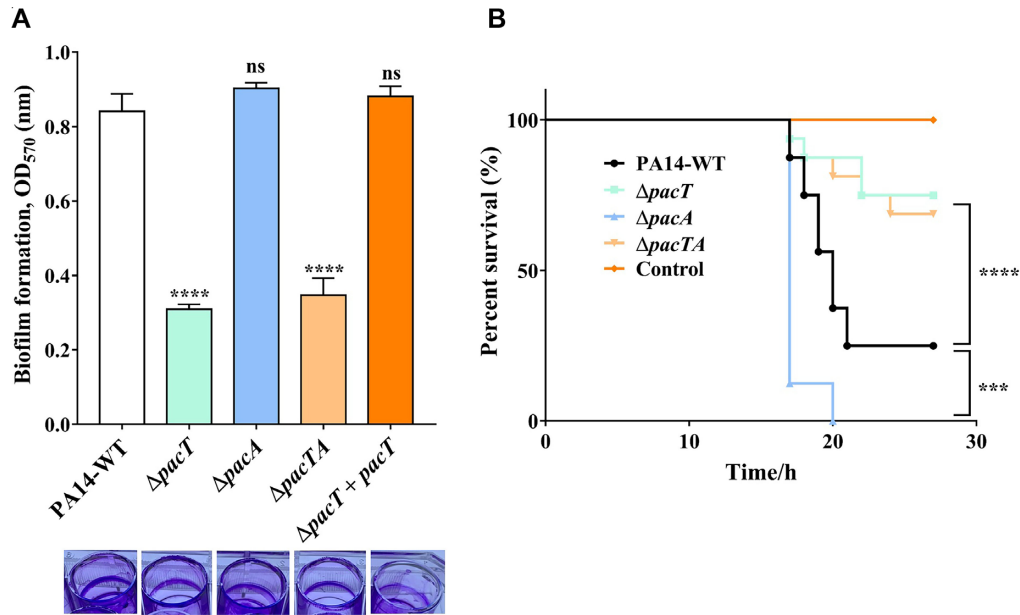 A
Biofilm formation, OD570 (nm)
1.0
0.8
0.6
0.4
0.2
0.0
****
ns
****
ns
PA14-WT
ΔpacT
ΔpacA
ΔpacTA
ΔpacT + pacT
B
Percent survival (%)
100
50
0
PA14-WT
ΔpacT
ΔpacA
ΔpacTA
Control
****
***
0
10
20
30
Time/h